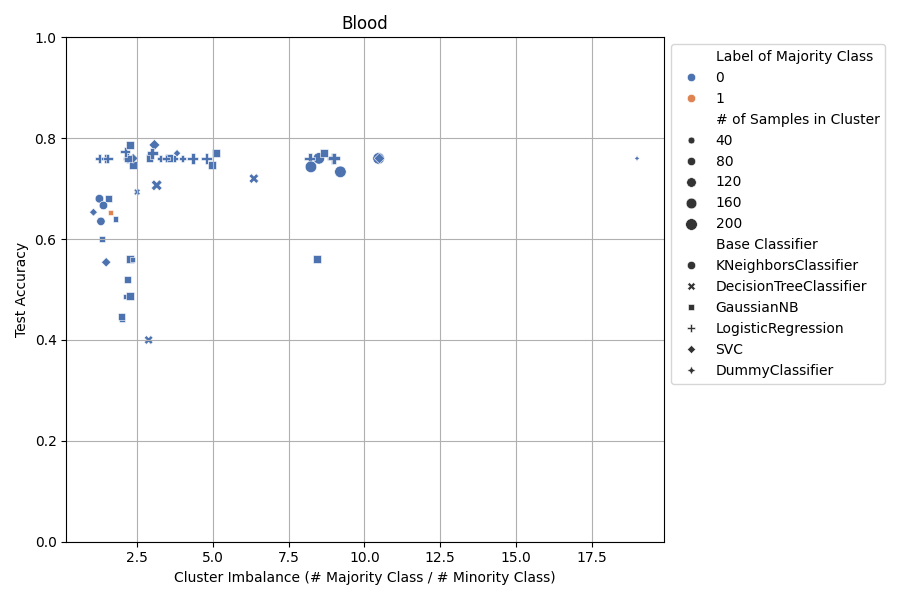 Blood
1.0
0.8
0.6
0.4
0.2
0.0
Test Accuracy
2.5 5.0 7.5 10.0 12.5 15.0 17.5
Cluster Imbalance (# Majority Class / # Minority Class)
Label of Majority Class
0
1
# of Samples in Cluster
40
80
120
160
200
Base Classifier
KNeighborsClassifier
DecisionTreeClassifier
GaussianNB
LogisticRegression
SVC
DummyClassifier